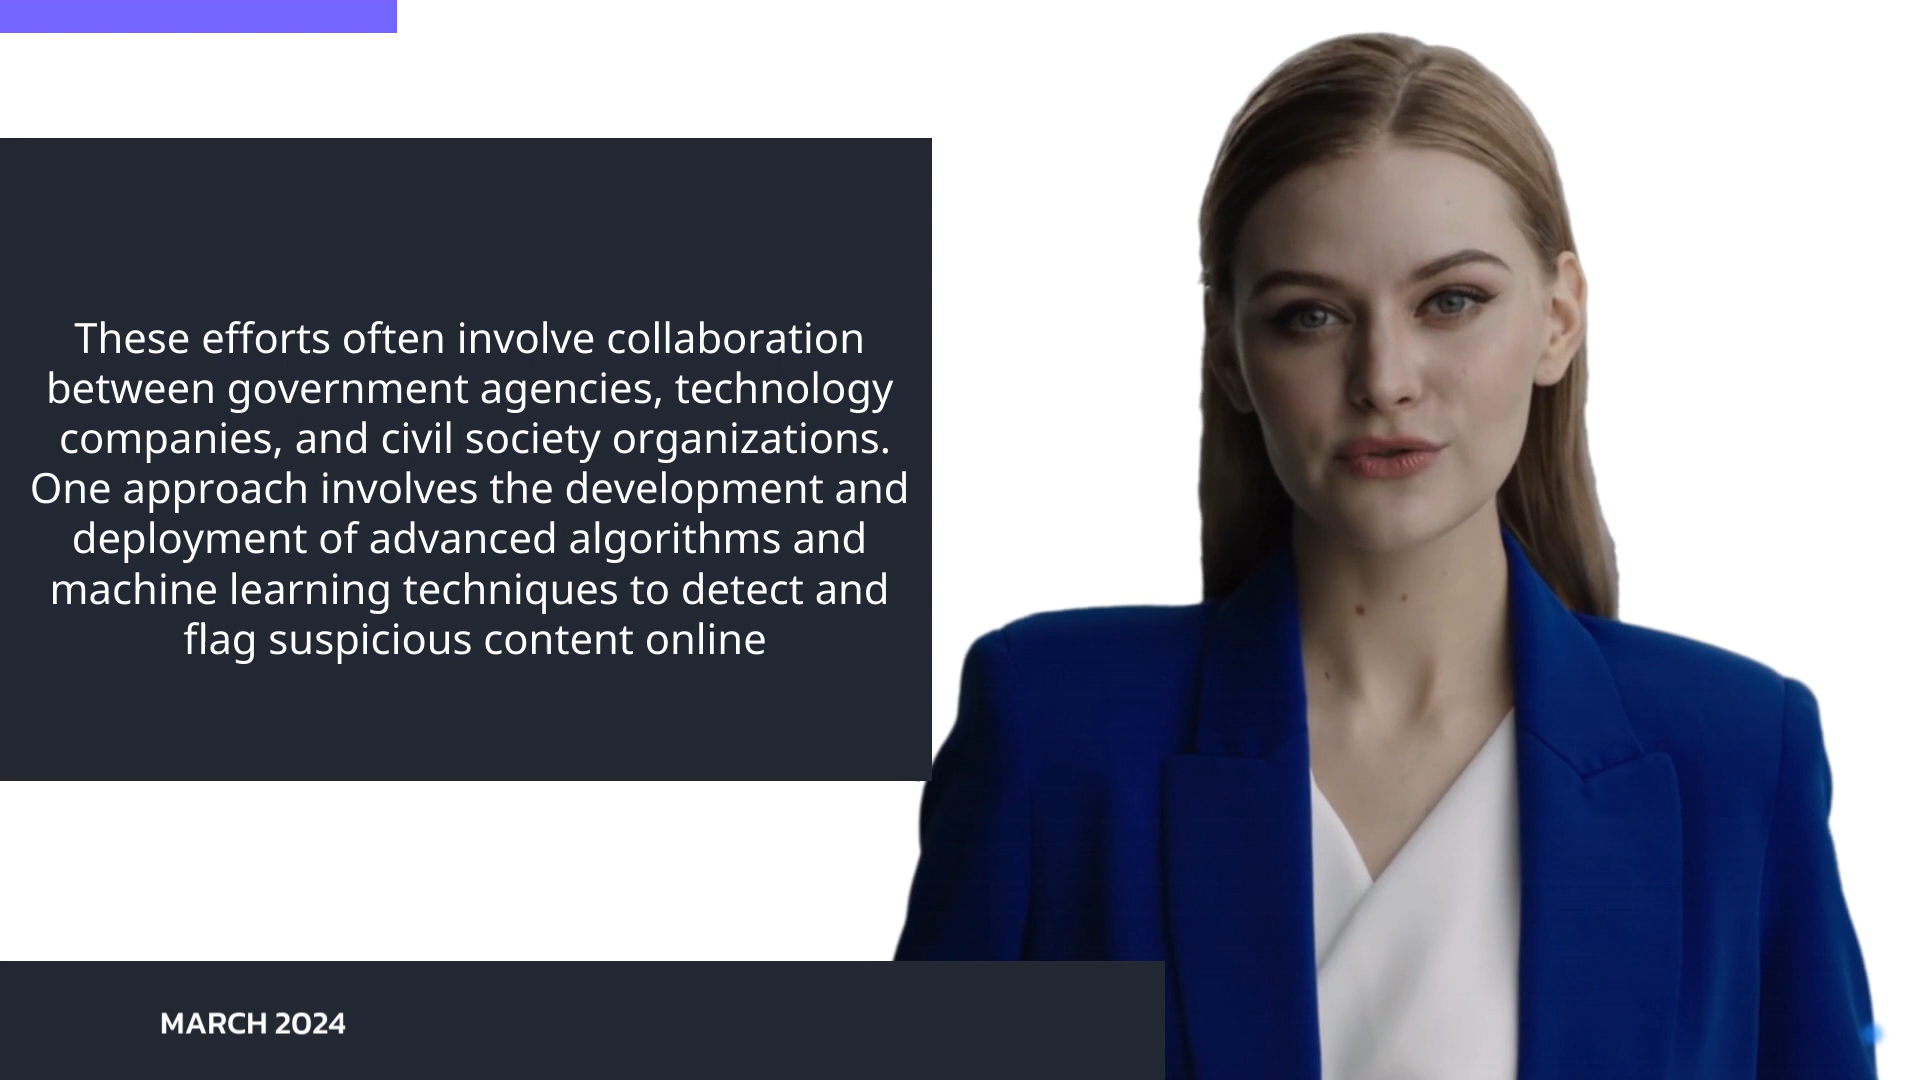 These efforts often involve collaboration
between government agencies, technology
companies, and civil society organizations.
One approach involves the development and
deployment of advanced algorithms and
machine learning techniques to detect and
flag suspicious content online
MARCH 2024